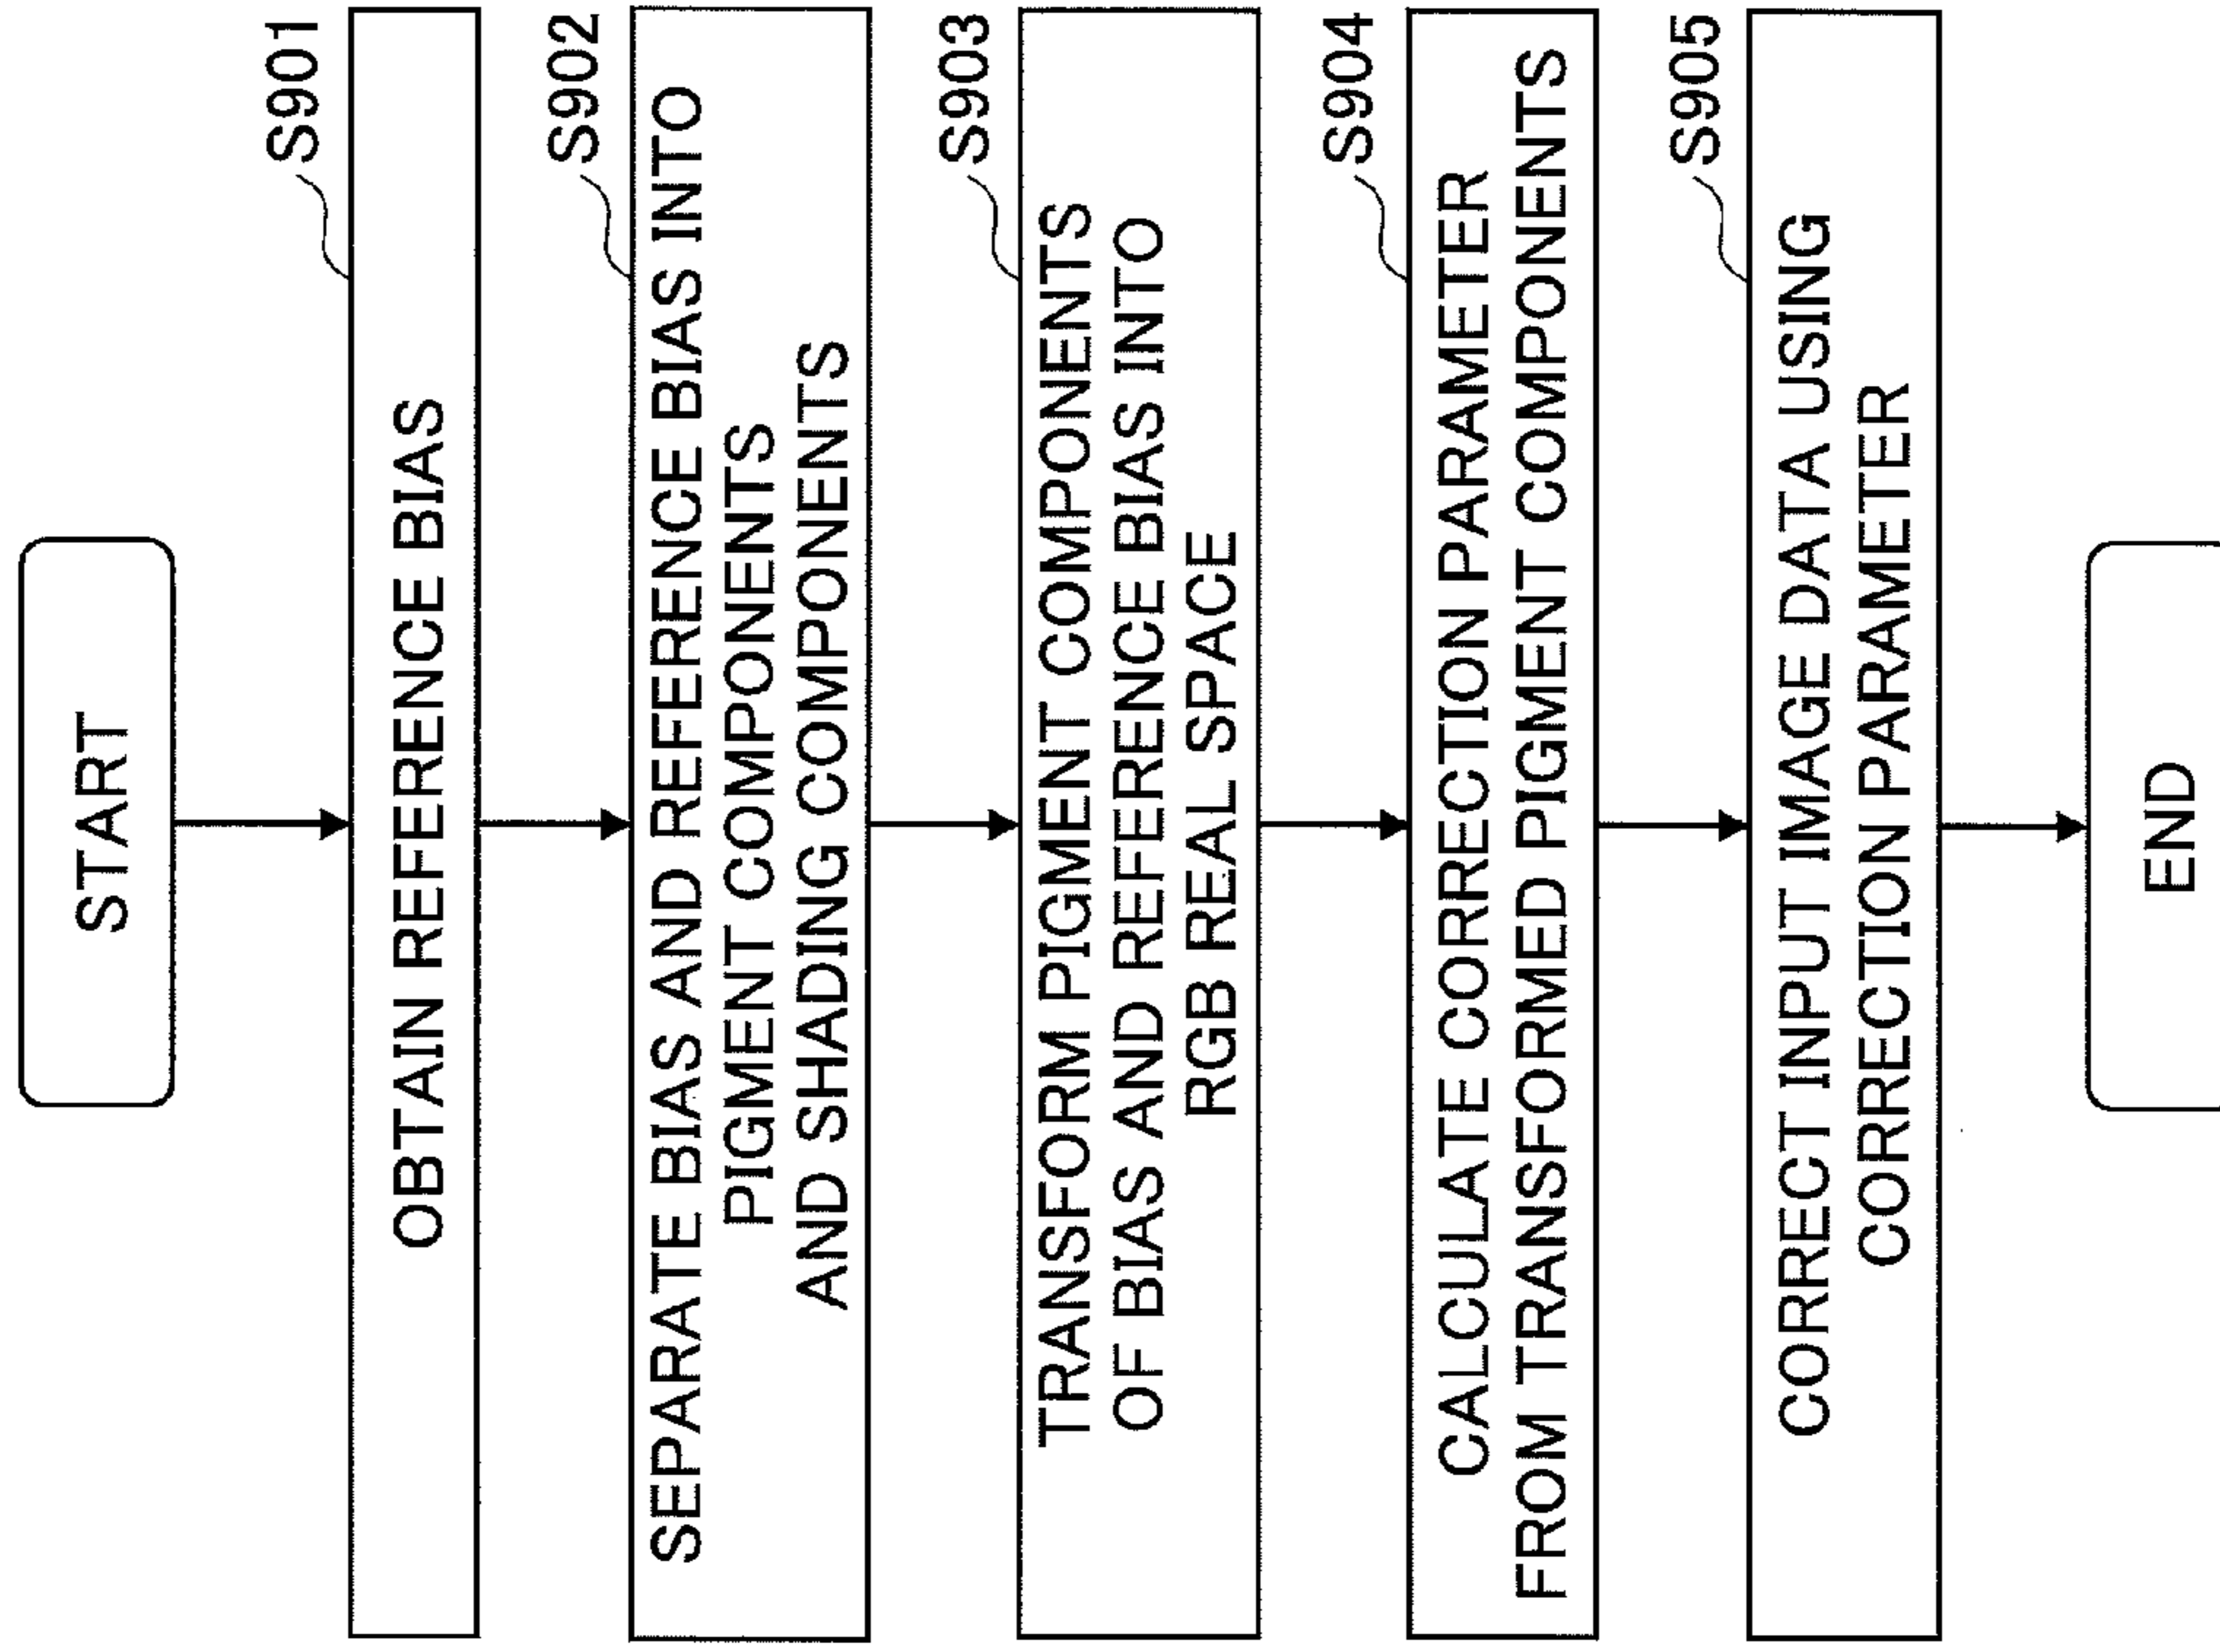 START
S901
OBTAIN REFERENCE BIAS
S902
SEPARATE BIAS AND REFERENCE BIAS INTO
PIGMENT COMPONENTS
AND SHADING COMPONENTS
S903
TRANSFORM PIGMENT COMPONENTS
OF BIAS AND REFERENCE BIAS INTO
RGB REAL SPACE
S904
CALCULATE CORRECTION PARAMETER
FROM TRANSFORMED PIGMENT COMPONENTS
S905
CORRECT INPUT IMAGE DATA USING
CORRECTION PARAMETER
END